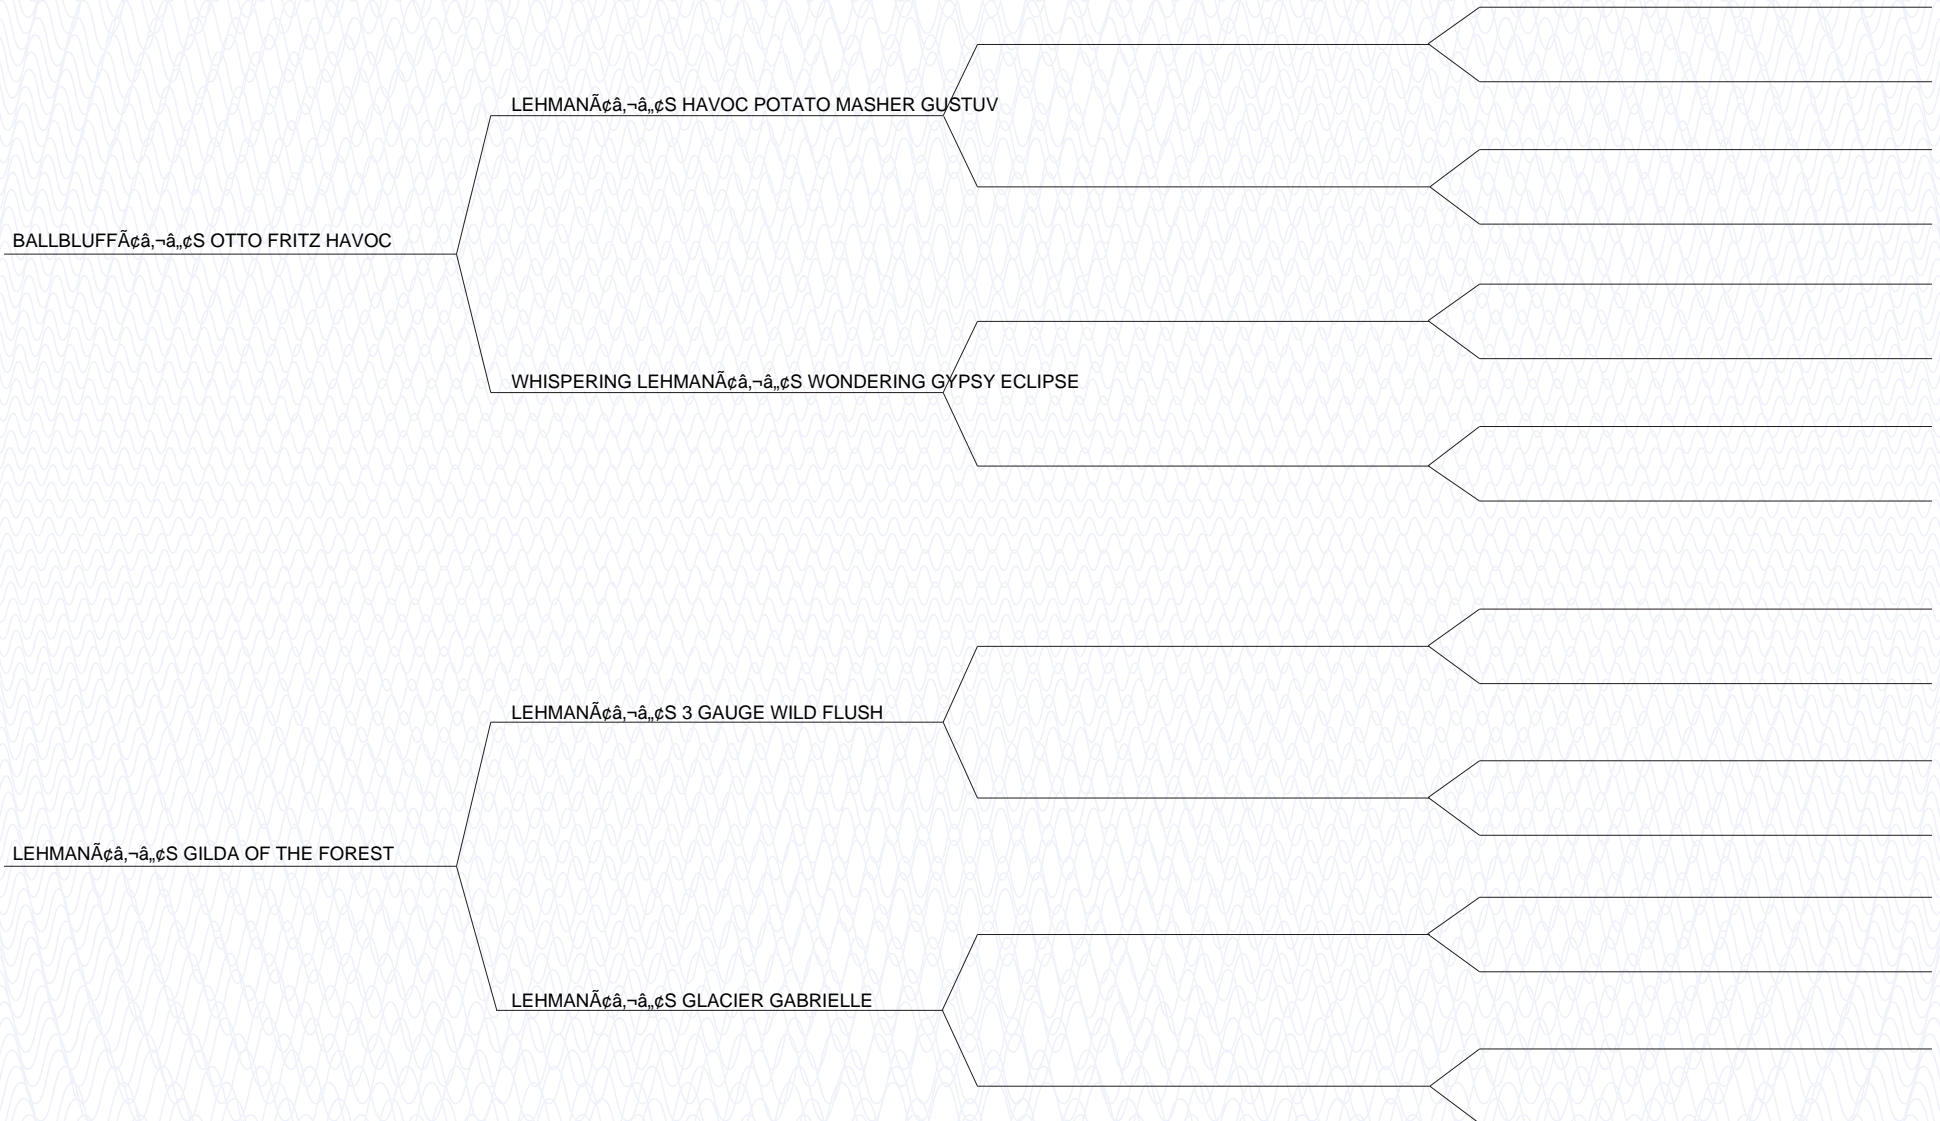 LEHMANÃ¢â‚¬â„¢S HAVOC POTATO MASHER GUSTUV
BALLBLUFFÃ¢â‚¬â„¢S OTTO FRITZ HAVOC
WHISPERING LEHMANÃ¢â‚¬â„¢S WONDERING GYPSY ECLIPSE
LEHMANÃ¢â‚¬â„¢S 3 GAUGE WILD FLUSH
LEHMANÃ¢â‚¬â„¢S GILDA OF THE FOREST
LEHMANÃ¢â‚¬â„¢S GLACIER GABRIELLE